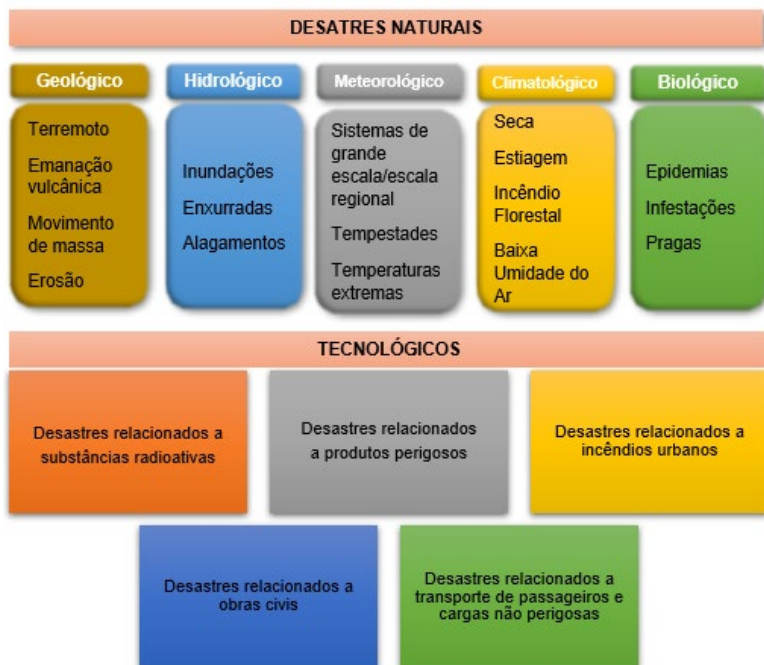 DESATRES NATURAIS
Geológico
Terremoto
Emanação
vulcânica
Movimento
de massa
Erosão
Hidrológico
Inundações
Enxurradas
Alagamentos
Meteorológico
Sistemas de
grande
escala/escala
regional
Tempestades
Temperaturas
extremas
Climatológico
Seca
Estiagem
Incêndio
Florestal
Baixa
Umidade do
Ar
Biológico
Epidemias
Infestações
Pragas
TECNOLÓGICOS
Desastres relacionados a
substâncias radioativas
Desastres relacionados
a produtos perigosos
Desastres relacionados a
incêndios urbanos
Desastres relacionados a
obras civis
Desastres relacionados a
transporte de passageiros e
cargas não perigosas